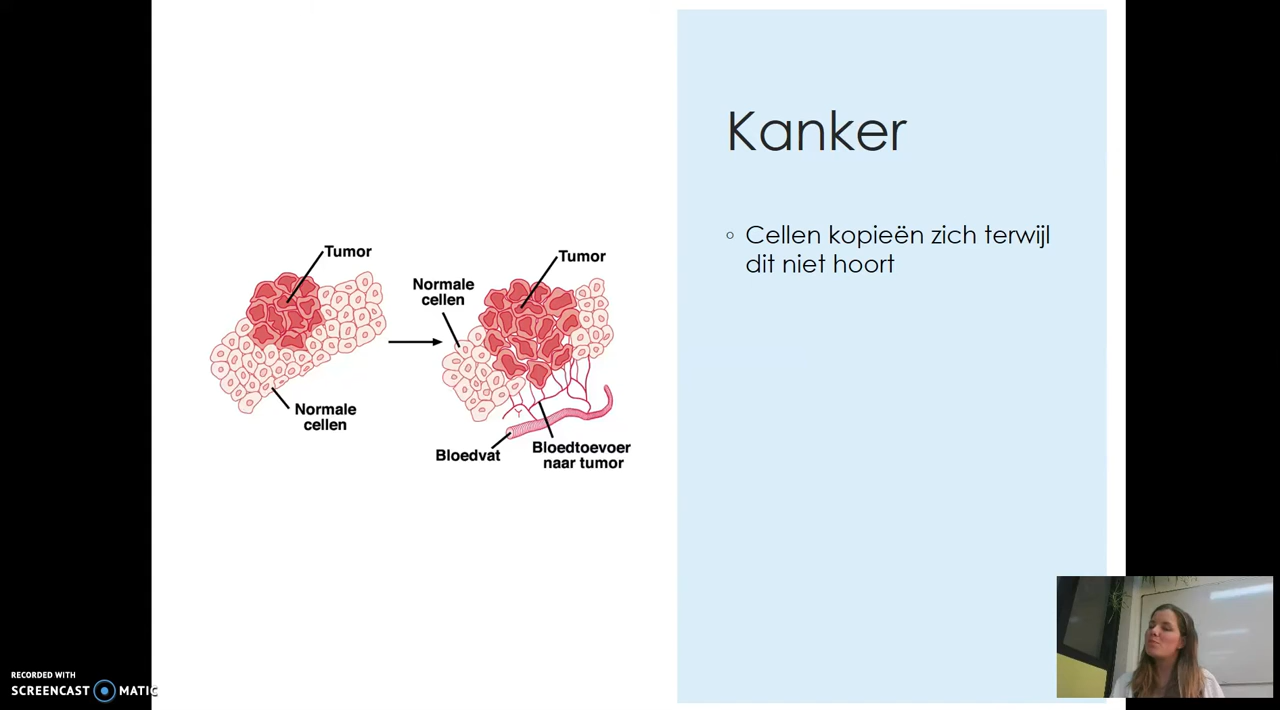 Kanker
Cellen kopieën zich terwijl
dit niet hoort
Tumor
Normale
cellen
Tumor
Normale
cellen
Bloedvat
Bloedtoevoer
naar tumor
RECORDED WITH
SCREENCAST MATIC